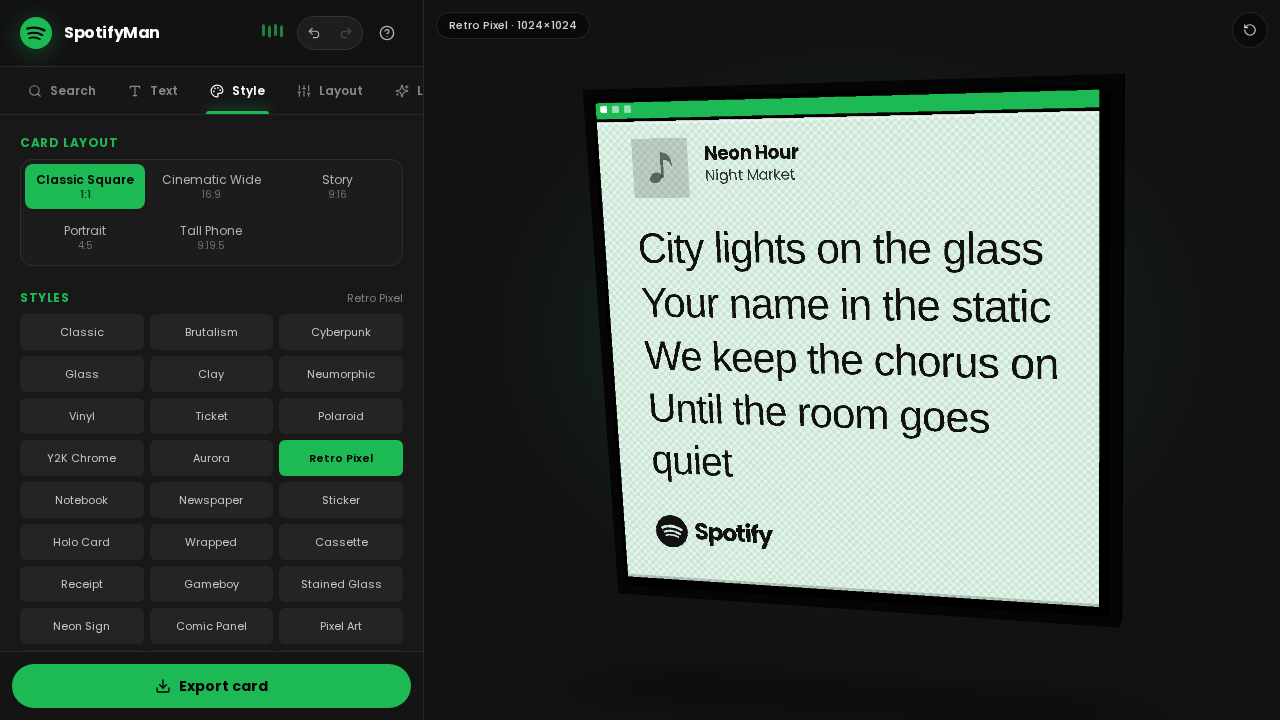 SpotifyMan
Search
Text
Style
Layout
L
CARD LAYOUT
Classic Square
1:1
Cinematic Wide
16:9
Story
9:16
Portrait
4:5
Tall Phone
9:19.5
STYLES
Retro Pixel
Classic
Brutalism
Cyberpunk
Glass
Clay
Neumorphic
Vinyl
Ticket
Polaroid
Y2K Chrome
Aurora
Retro Pixel
Notebook
Newspaper
Sticker
Holo Card
Wrapped
Cassette
Receipt
Gameboy
Stained Glass
Neon Sign
Comic Panel
Pixel Art
Export card
Retro Pixel · 1024×1024
Neon Hour
Night Market
City lights on the glass
Your name in the static
We keep the chorus on
Until the room goes
quiet
Spotify